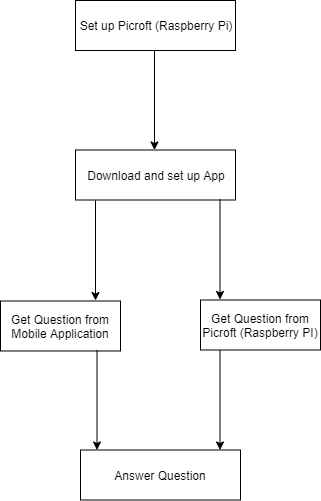 Set up Picroft (Raspberry Pi)
Download and set up App
Get Question from
Mobile Application
Get Question from
Picroft (Raspberry PI)
Answer Question